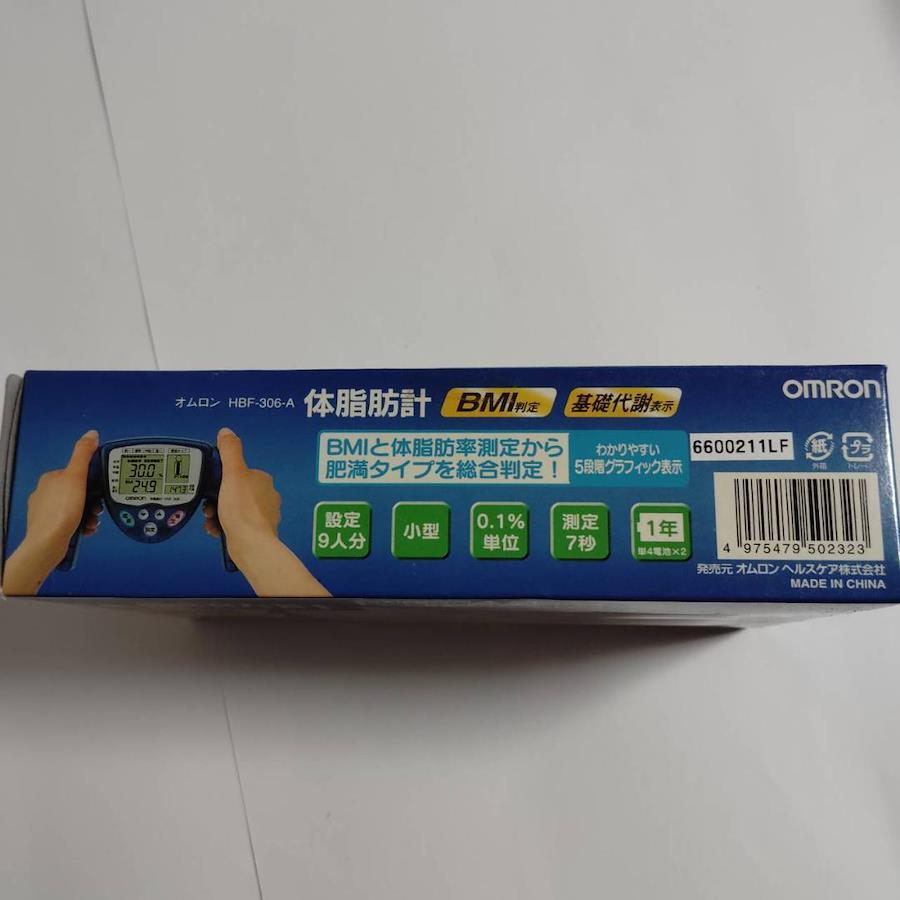 オムロン HBF-306-A 体脂肪計 BMI判定 基礎代謝表示
OMRON
BMIと体脂肪率測定から
肥満タイプを総合判定!
わかりやすい
5段階グラフィック表示
6600211LF
紙
外箱
プラ
トレー
設定
9人分
小型
0.1%
単位
測定
7秒
1年
単4電池×2
4 975479 502323
発売元 オムロン ヘルスケア株式会社
MADE IN CHINA
30.0
24.9
OMRON